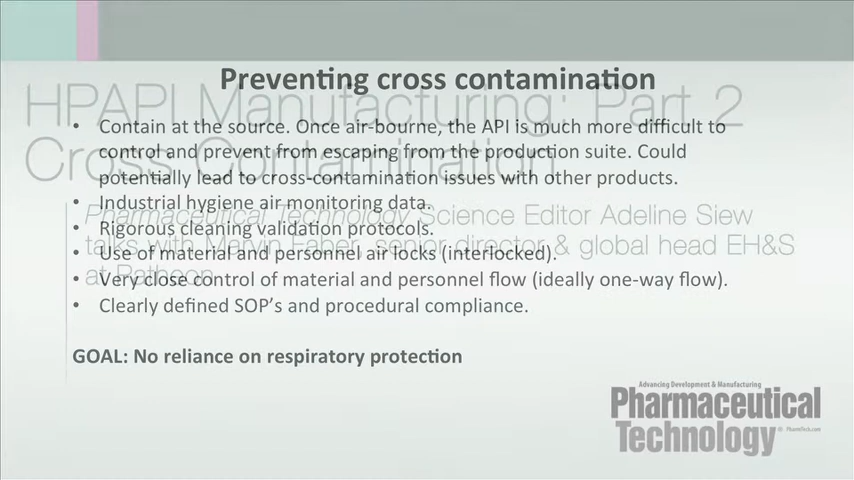 Preventing cross contamination
HPAPI Manufacturing: Part 2
Cross Contamination
• Contain at the source. Once air-bourne, the API is much more difficult to
control and prevent from escaping from the production suite. Could
potentially lead to cross-contamination issues with other products.
• Industrial hygiene air monitoring data.
• Rigorous cleaning validation protocols.
• Use of material and personnel air locks (interlocked).
• Very close control of material and personnel flow (ideally one-way flow).
• Clearly defined SOP's and procedural compliance.
Pharmaceutical Technology Science Editor Adeline Siew
talks with Marvin Faber, senior director & global head EH&S
at Patheon
GOAL: No reliance on respiratory protection
Advancing Development & Manufacturing
Pharmaceutical
Technology
PharmTech.com